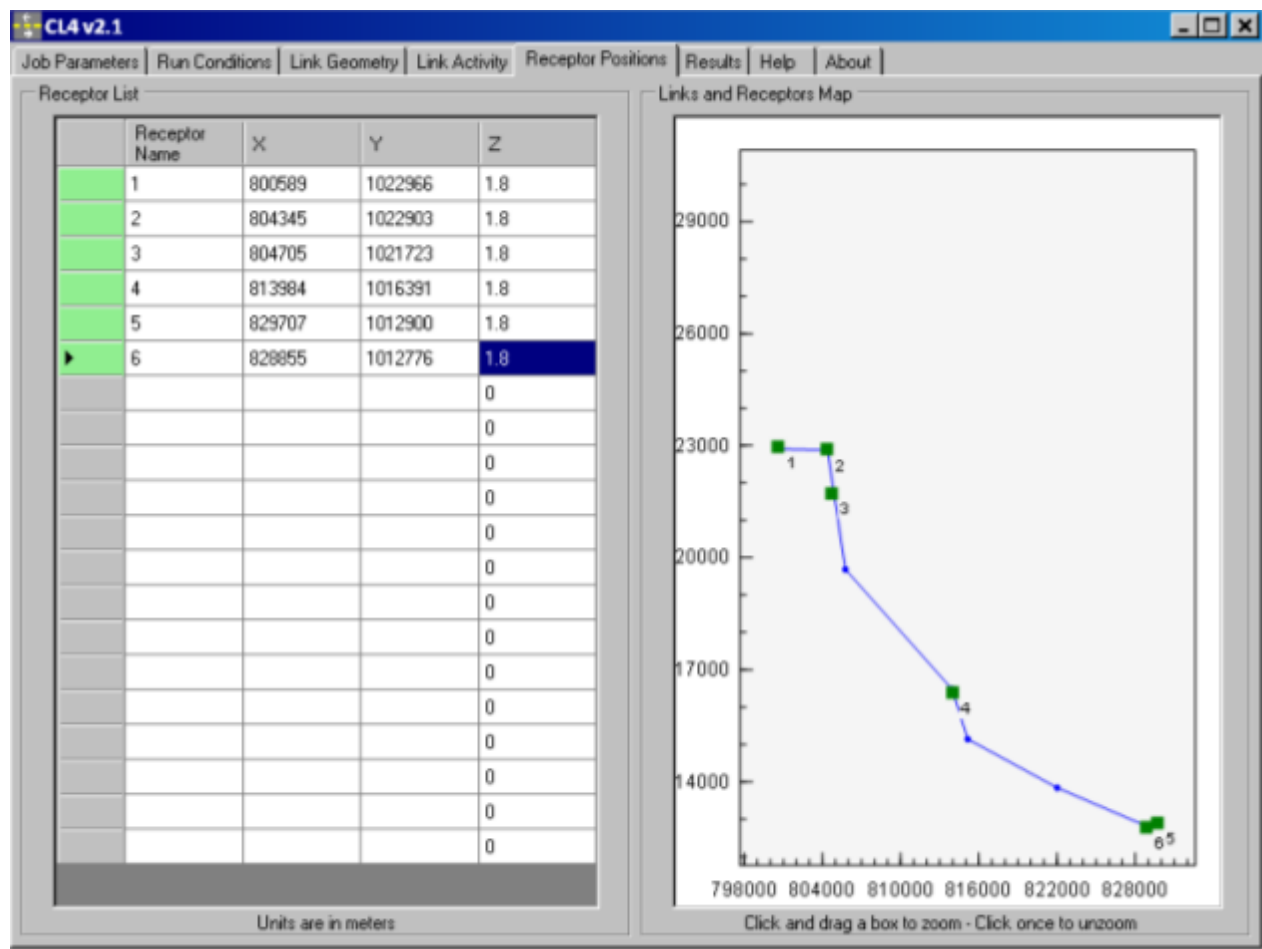 CL4 v2.1
Job Parameters Run Conditions Link Geometry Link Activity Receptor Positions Results Help About
Receptor List
Receptor Name X Y Z
1 800589 1022966 1.8
2 804345 1022903 1.8
3 804705 1021723 1.8
4 813984 1016391 1.8
5 829707 1012900 1.8
6 828855 1012776 1.8
0
0
0
0
0
0
0
0
0
0
0
0
0
0
Units are in meters
Links and Receptors Map
29000
26000
23000
20000
17000
14000
1
2
3
4
6 5
798000 804000 810000 816000 822000 828000
Click and drag a box to zoom - Click once to unzoom